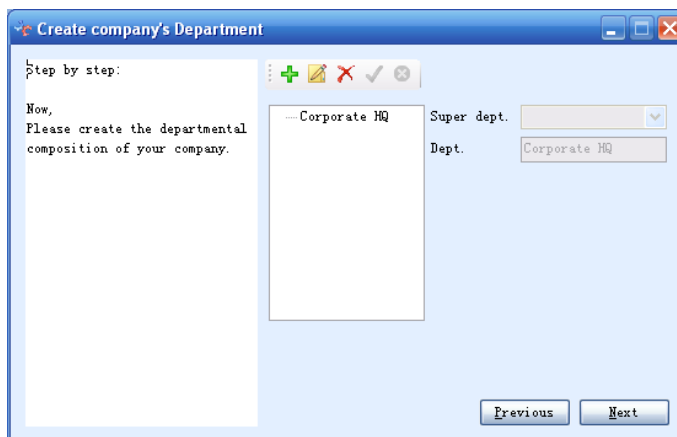 Create company's Department
Step by step:
Now,
Please create the departmental
composition of your company.
Corporate HQ
Super dept.
Dept.
Corporate HQ
Previous
Next